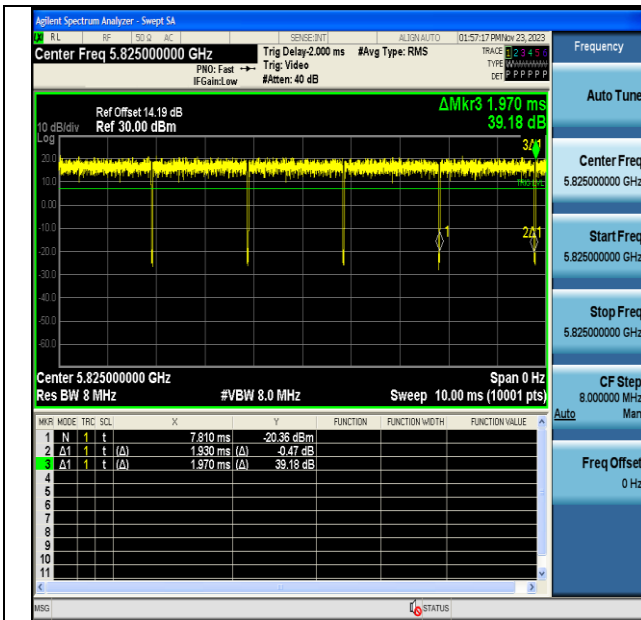 Agilent Spectrum Analyzer - Swept SA
RL RF 50 Ω AC SENSE:INT ALIGN AUTO 01:57:17 PM Nov 23, 2023
Center Freq 5.825000000 GHz
PNO: Fast
IFGain:Low
Trig Delay-2.000 ms
Trig: Video
#Atten: 40 dB
#Avg Type: RMS
TRACE 1 2 3 4 5 6
TYPE WWWWWW
DET P P P P P P
Frequency
Auto Tune
Center Freq
5.825000000 GHz
Start Freq
5.825000000 GHz
Stop Freq
5.825000000 GHz
CF Step
8.000000 MHz
Auto Man
Freq Offset
0 Hz
Ref Offset 14.19 dB
10 dB/div Ref 30.00 dBm
Log
ΔMkr3 1.970 ms
39.18 dB
20.0
10.0
0.00
-10.0
-20.0
-30.0
-40.0
-50.0
-60.0
3Δ1
TRIG LVL
1
2Δ1
Center 5.825000000 GHz Span 0 Hz
Res BW 8 MHz #VBW 8.0 MHz Sweep 10.00 ms (10001 pts)
MKR MODE TRC SCL X Y FUNCTION FUNCTION WIDTH FUNCTION VALUE
1 N 1 t 7.810 ms -20.36 dBm
2 Δ1 1 t (Δ) 1.930 ms (Δ) -0.47 dB
3 Δ1 1 t (Δ) 1.970 ms (Δ) 39.18 dB
4
5
6
7
8
9
10
11
MSG STATUS